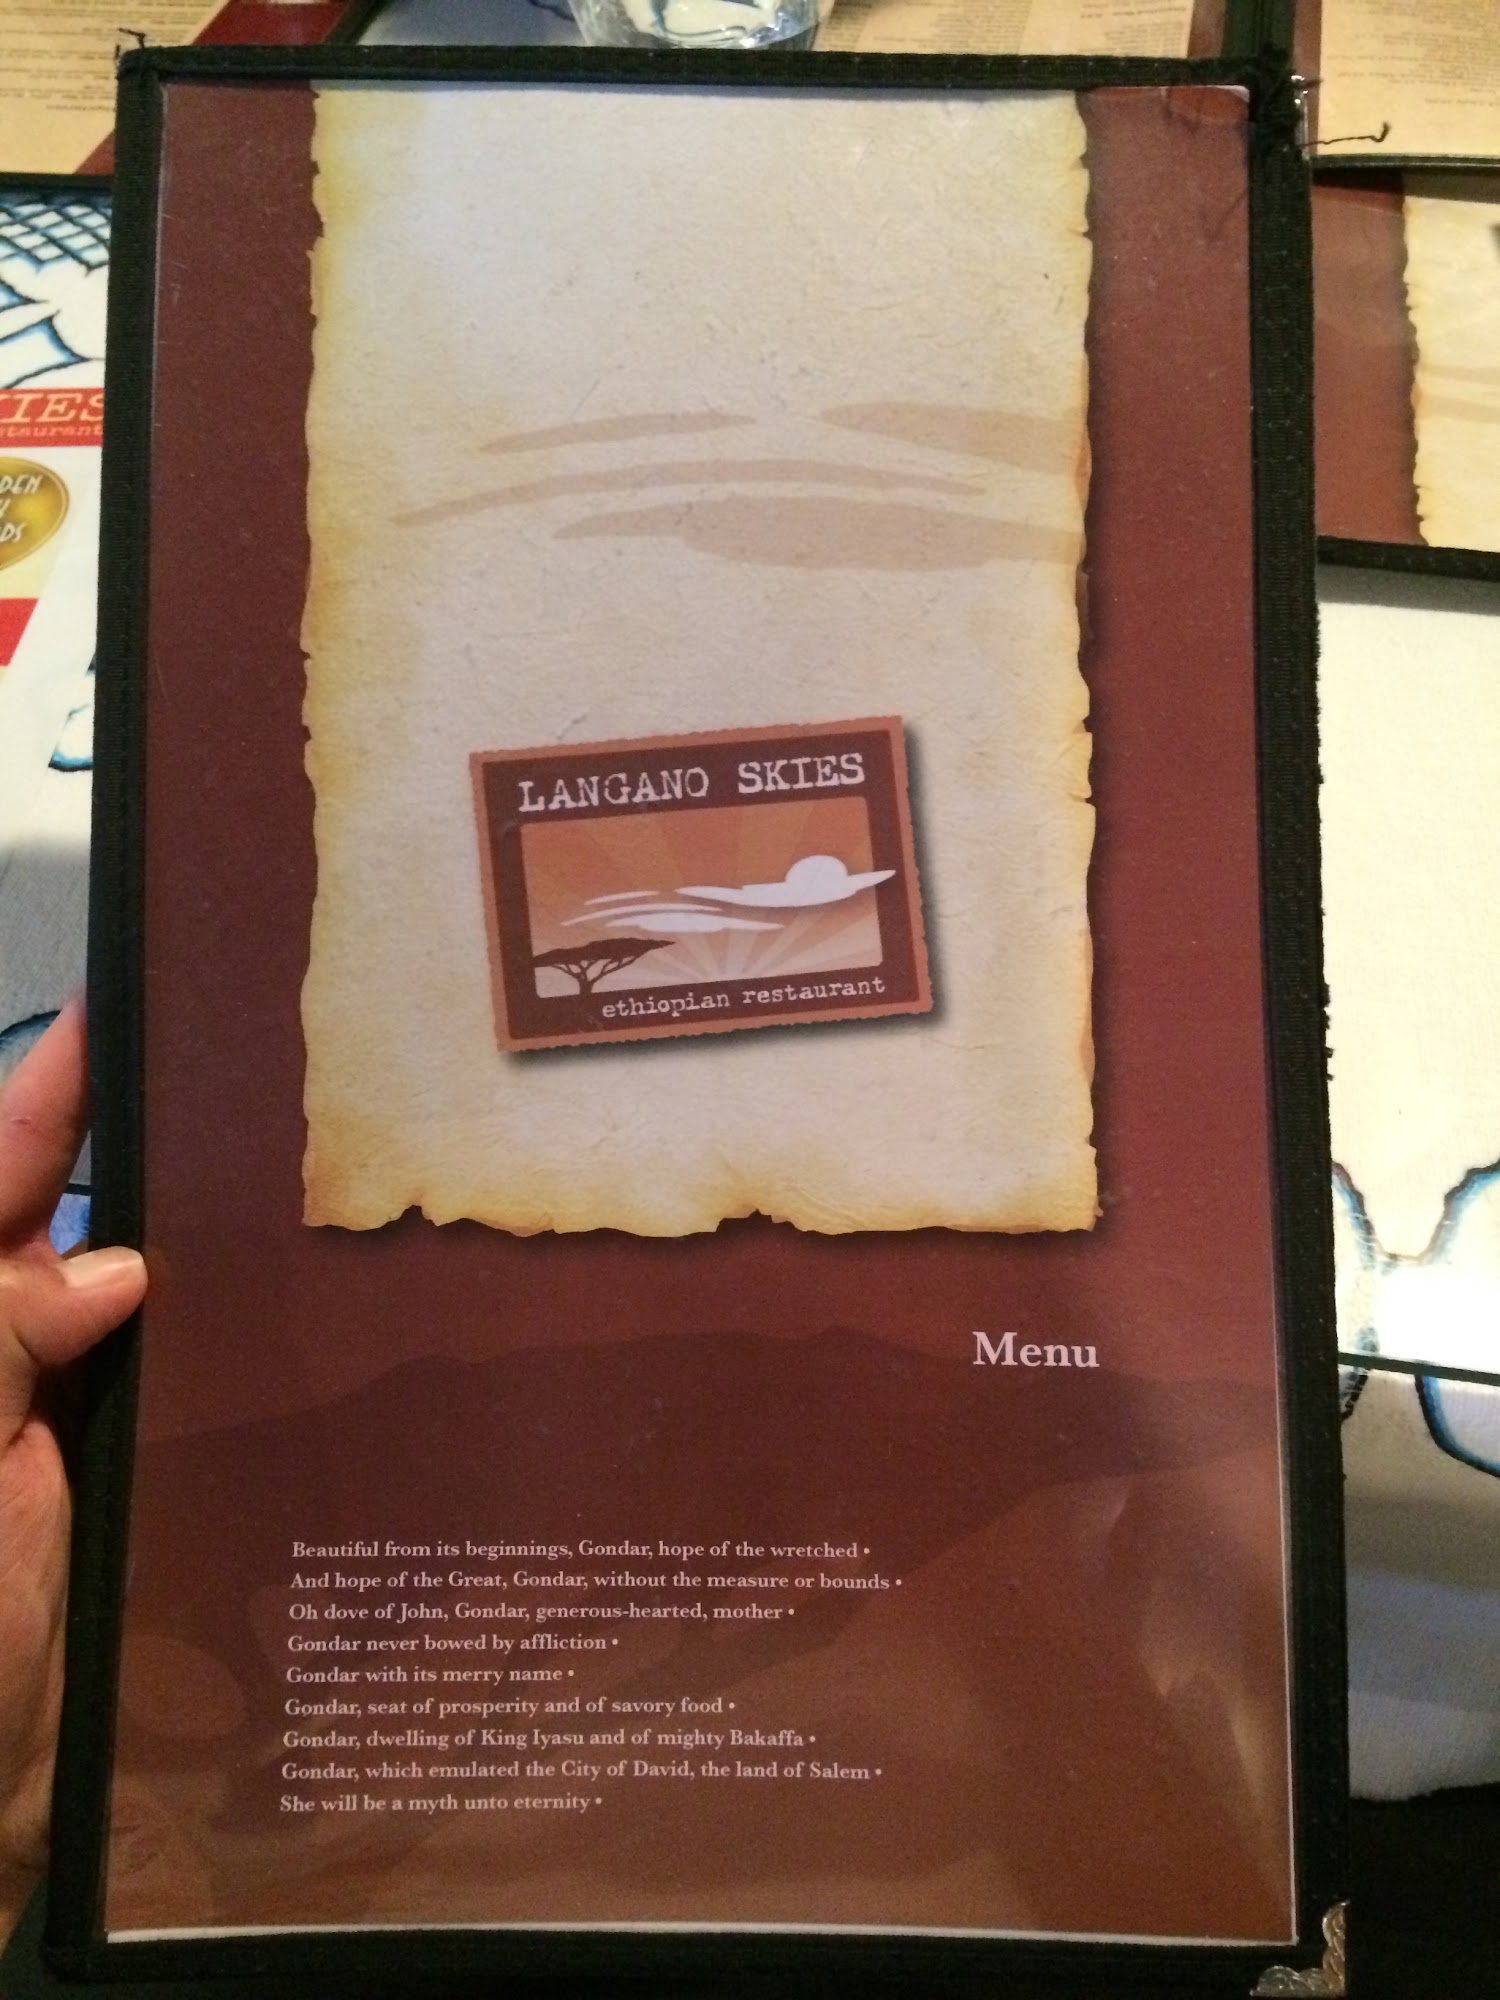 LANGANO SKIES
ethiopian restaurant
Menu
Beautiful from its beginnings, Gondar, hope of the wretched •
And hope of the Great, Gondar, without the measure or bounds •
Oh dove of John, Gondar, generous-hearted, mother •
Gondar never bowed by affliction •
Gondar with its merry name •
Gondar, seat of prosperity and of savory food •
Gondar, dwelling of King Iyasu and of mighty Bakaffa •
Gondar, which emulated the City of David, the land of Salem •
She will be a myth unto eternity •